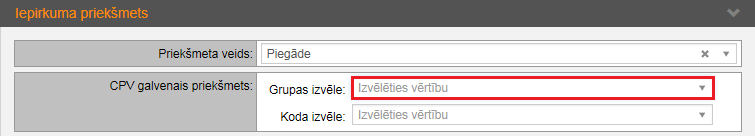 Iepirkuma priekšmets
Priekšmeta veids: Piegāde
CPV galvenais priekšmets: Grupas izvēle: Izvēlēties vērtību
Koda izvēle: Izvēlēties vērtību